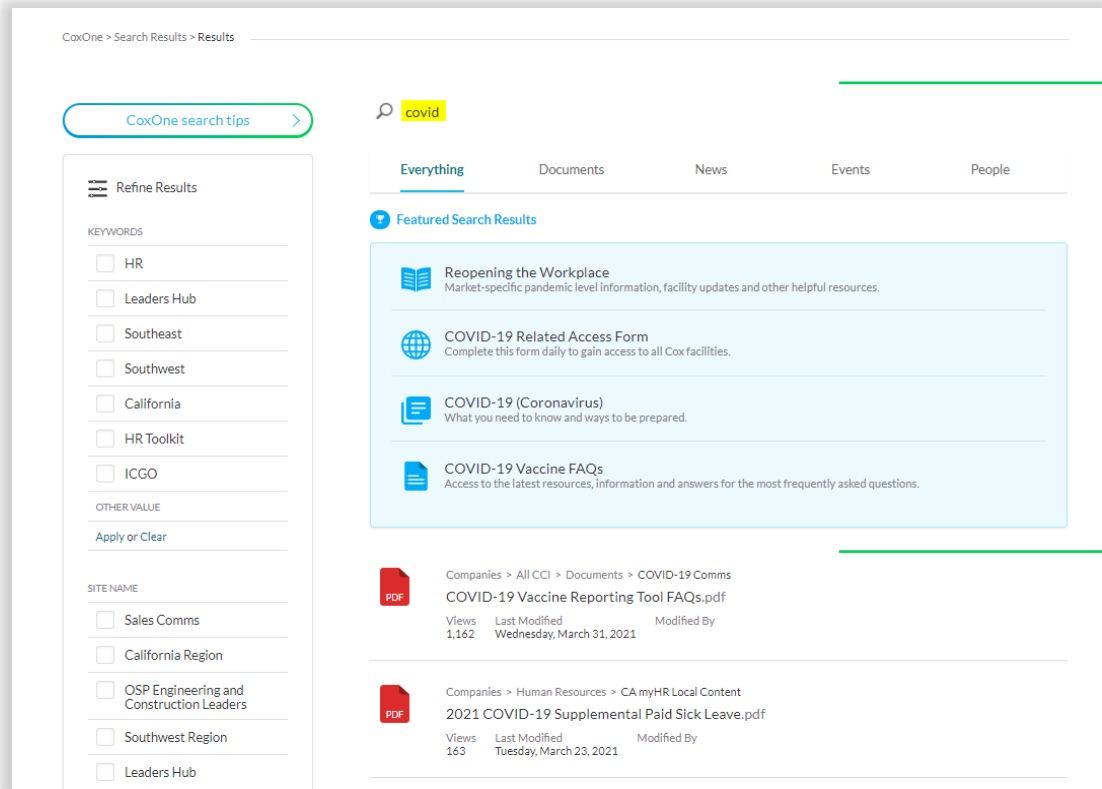 CoxOne > Search Results > Results
CoxOne search tips
Refine Results
KEYWORDS
HR
Leaders Hub
Southeast
Southwest
California
HR Toolkit
ICGO
OTHER VALUE
Apply or Clear
SITE NAME
Sales Comms
California Region
OSP Engineering and
Construction Leaders
Southwest Region
Leaders Hub
covid
Everything Documents News Events People
Featured Search Results
Reopening the Workplace
Market-specific pandemic level information, facility updates and other helpful resources.
COVID-19 Related Access Form
Complete this form daily to gain access to all Cox facilities.
COVID-19 (Coronavirus)
What you need to know and ways to be prepared.
COVID-19 Vaccine FAQs
Access to the latest resources, information and answers for the most frequently asked questions.
PDF
Companies > All CCI > Documents > COVID-19 Comms
COVID-19 Vaccine Reporting Tool FAQs.pdf
Views Last Modified Modified By
1,162 Wednesday, March 31, 2021
PDF
Companies > Human Resources > CA myHR Local Content
2021 COVID-19 Supplemental Paid Sick Leave.pdf
Views Last Modified Modified By
163 Tuesday, March 23, 2021